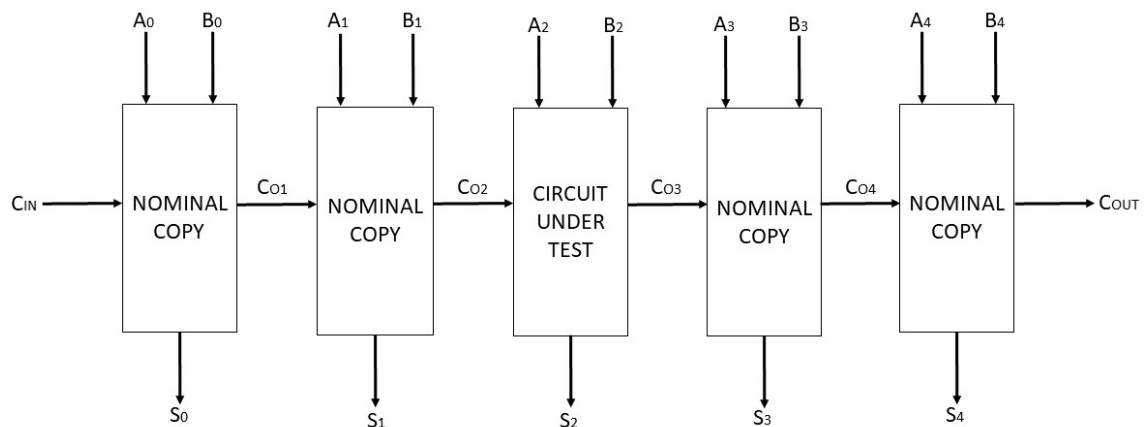 A0 B0 A1 B1 A2 B2 A3 B3 A4 B4
CIN NOMINAL COPY CO1 NOMINAL COPY CO2 CIRCUIT UNDER TEST CO3 NOMINAL COPY CO4 NOMINAL COPY COUT
S0 S1 S2 S3 S4